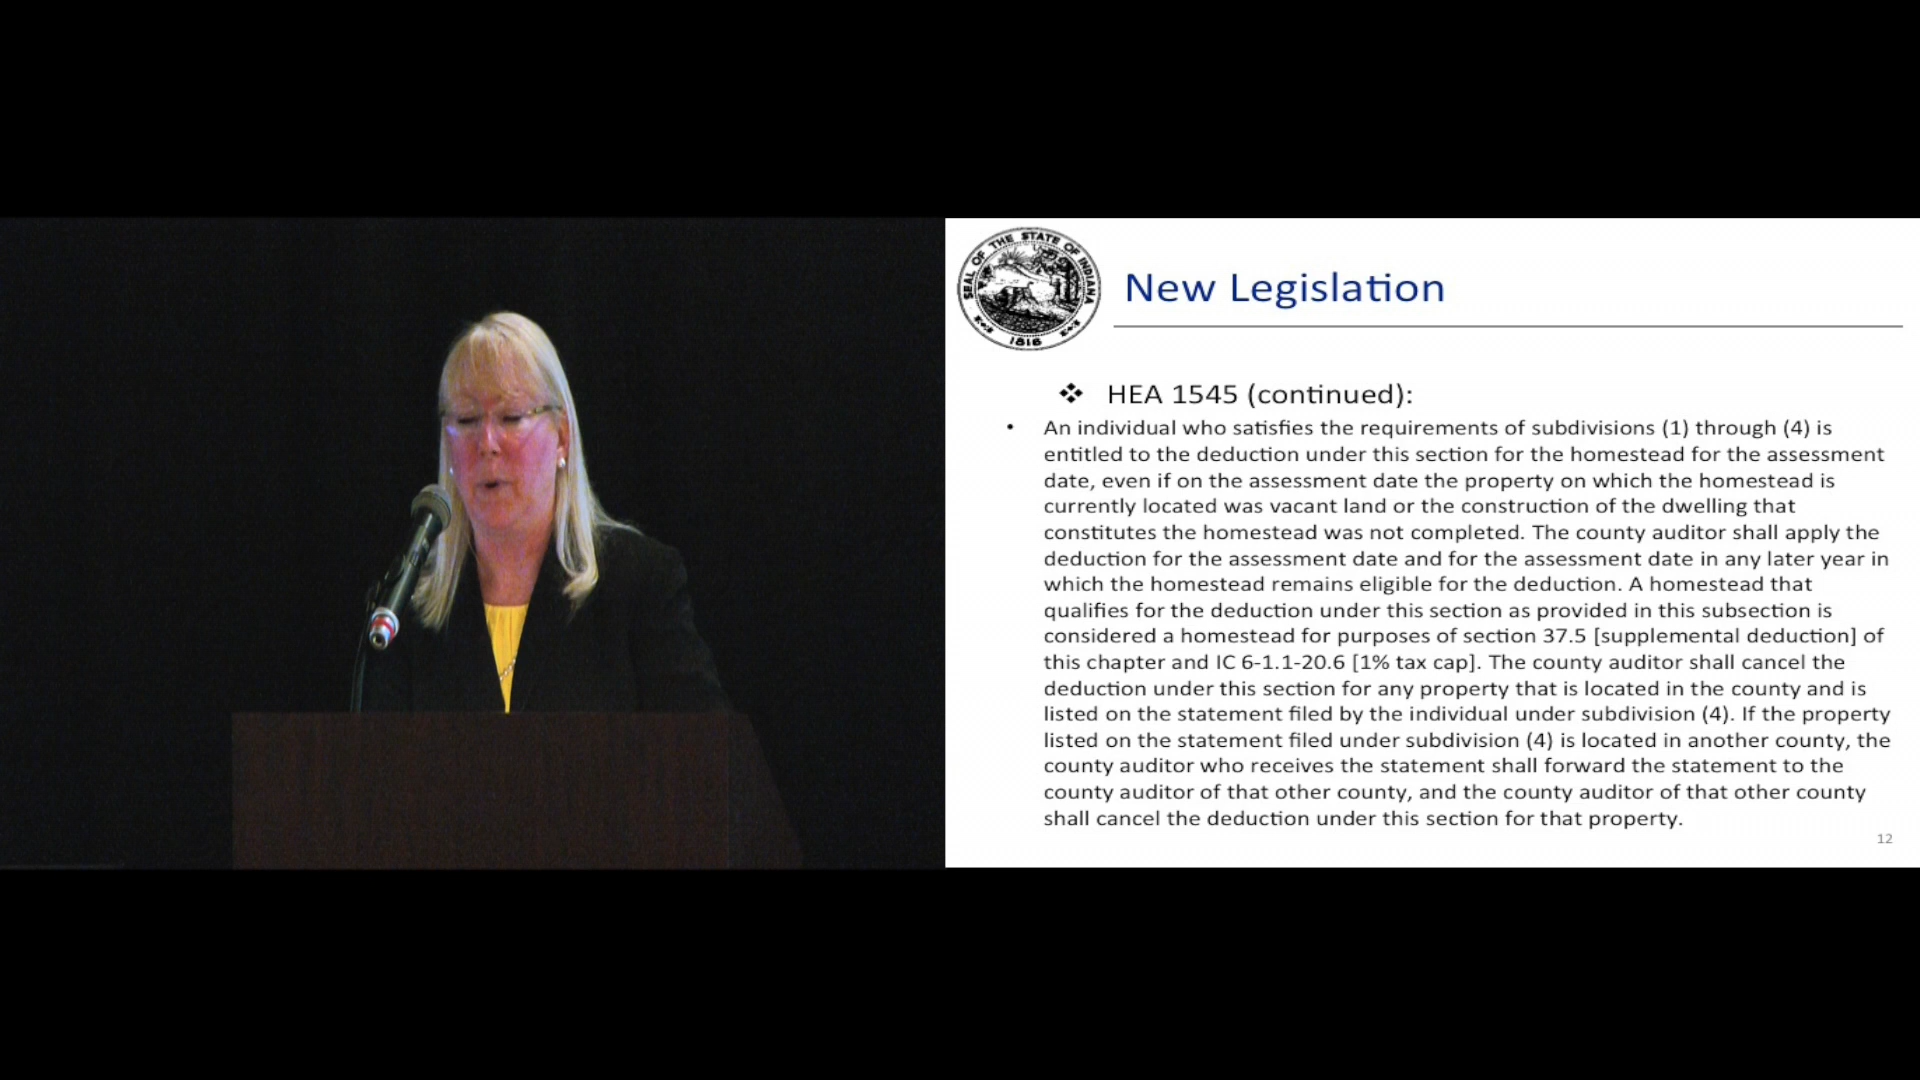 SEAL OF THE STATE OF INDIANA
1816
New Legislation
❖ HEA 1545 (continued):
• An individual who satisfies the requirements of subdivisions (1) through (4) is
entitled to the deduction under this section for the homestead for the assessment
date, even if on the assessment date the property on which the homestead is
currently located was vacant land or the construction of the dwelling that
constitutes the homestead was not completed. The county auditor shall apply the
deduction for the assessment date and for the assessment date in any later year in
which the homestead remains eligible for the deduction. A homestead that
qualifies for the deduction under this section as provided in this subsection is
considered a homestead for purposes of section 37.5 [supplemental deduction] of
this chapter and IC 6-1.1-20.6 [1% tax cap]. The county auditor shall cancel the
deduction under this section for any property that is located in the county and is
listed on the statement filed by the individual under subdivision (4). If the property
listed on the statement filed under subdivision (4) is located in another county, the
county auditor who receives the statement shall forward the statement to the
county auditor of that other county, and the county auditor of that other county
shall cancel the deduction under this section for that property.
12